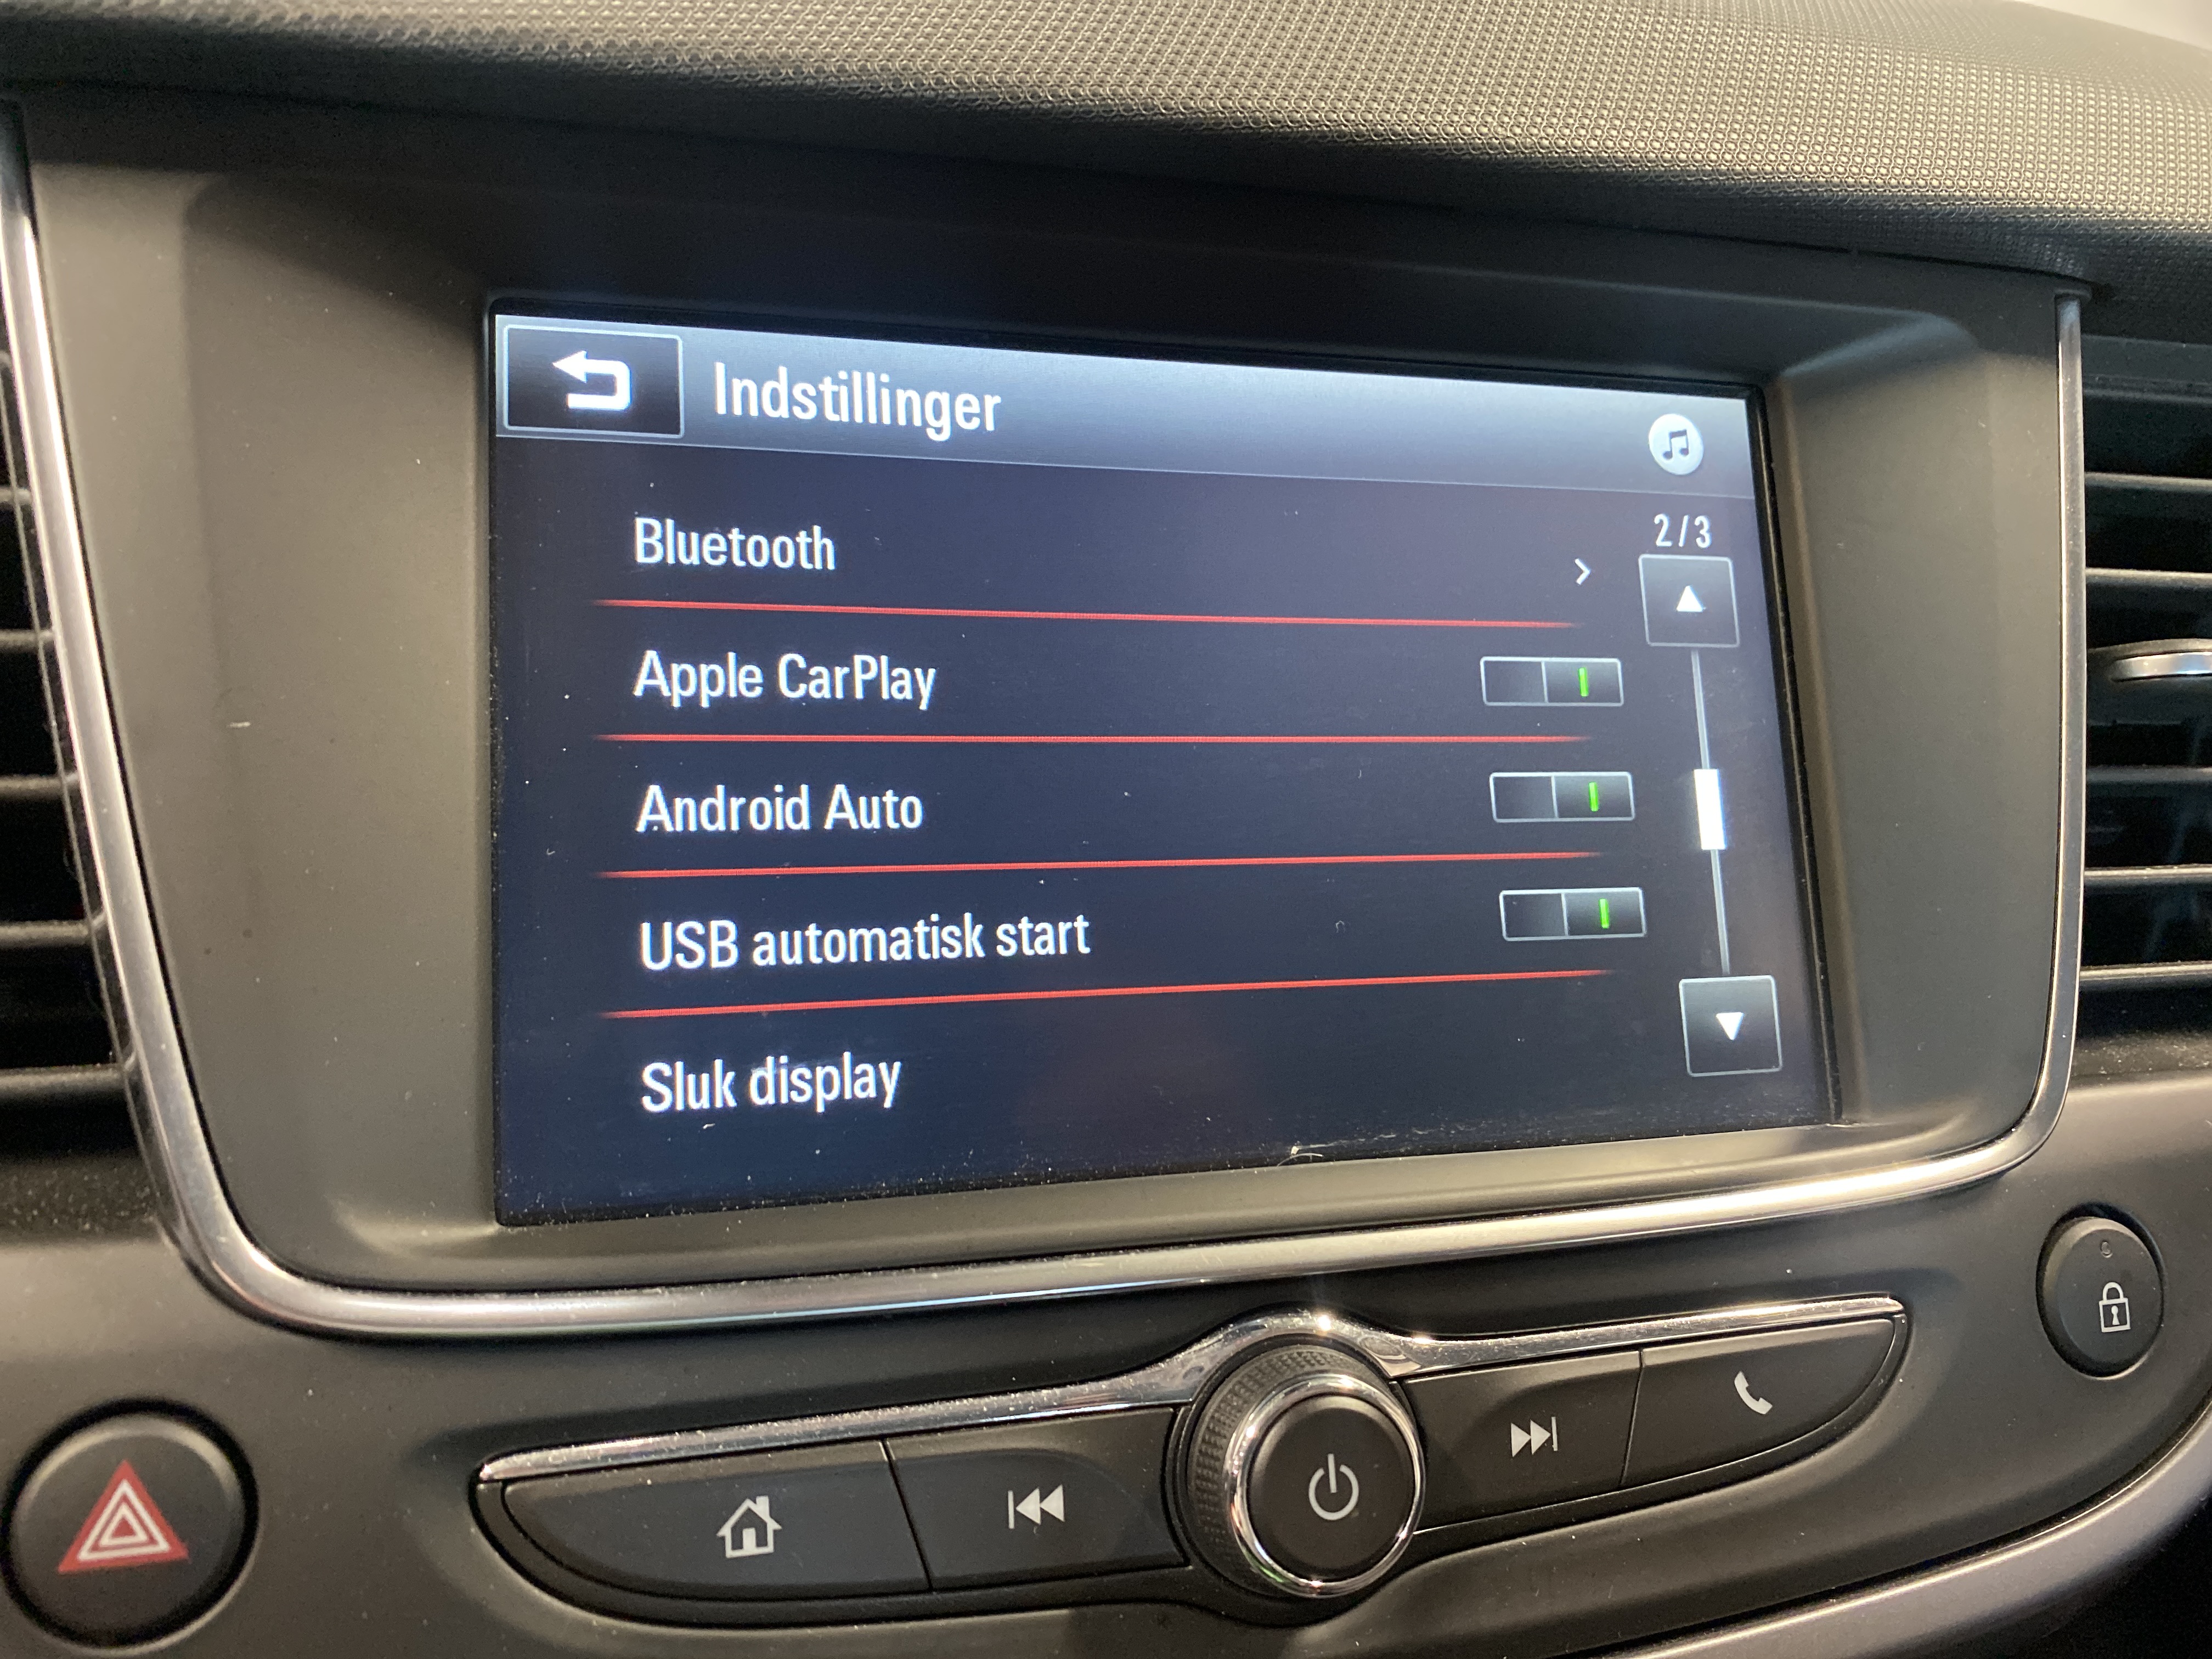 Indstillinger
2/3
Bluetooth
Apple CarPlay
Android Auto
USB automatisk start
Sluk display